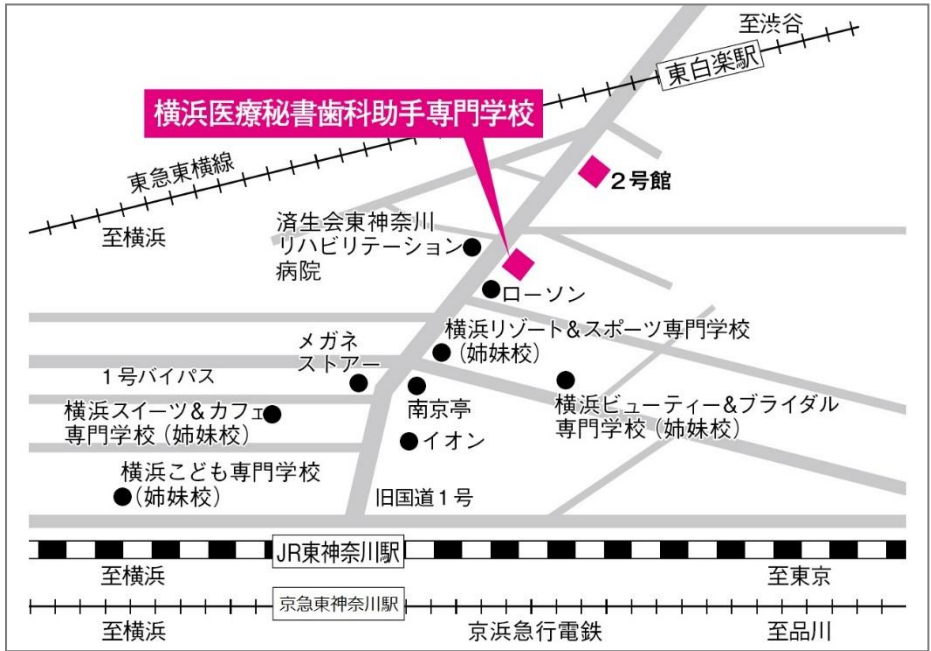 至渋谷
東白楽駅
横浜医療秘書歯科助手専門学校
東急東横線
至横浜
2号館
済生会東神奈川
リハビリテーション
病院
ローソン
横浜リゾート&スポーツ専門学校
(姉妹校)
メガネ
ストアー
1号バイパス
南京亭
横浜スイーツ&カフェ
専門学校(姉妹校)
横浜ビューティー&ブライダル
専門学校(姉妹校)
イオン
横浜こども専門学校
(姉妹校)
旧国道1号
JR東神奈川駅
至横浜
至東京
京急東神奈川駅
至横浜
京浜急行電鉄
至品川